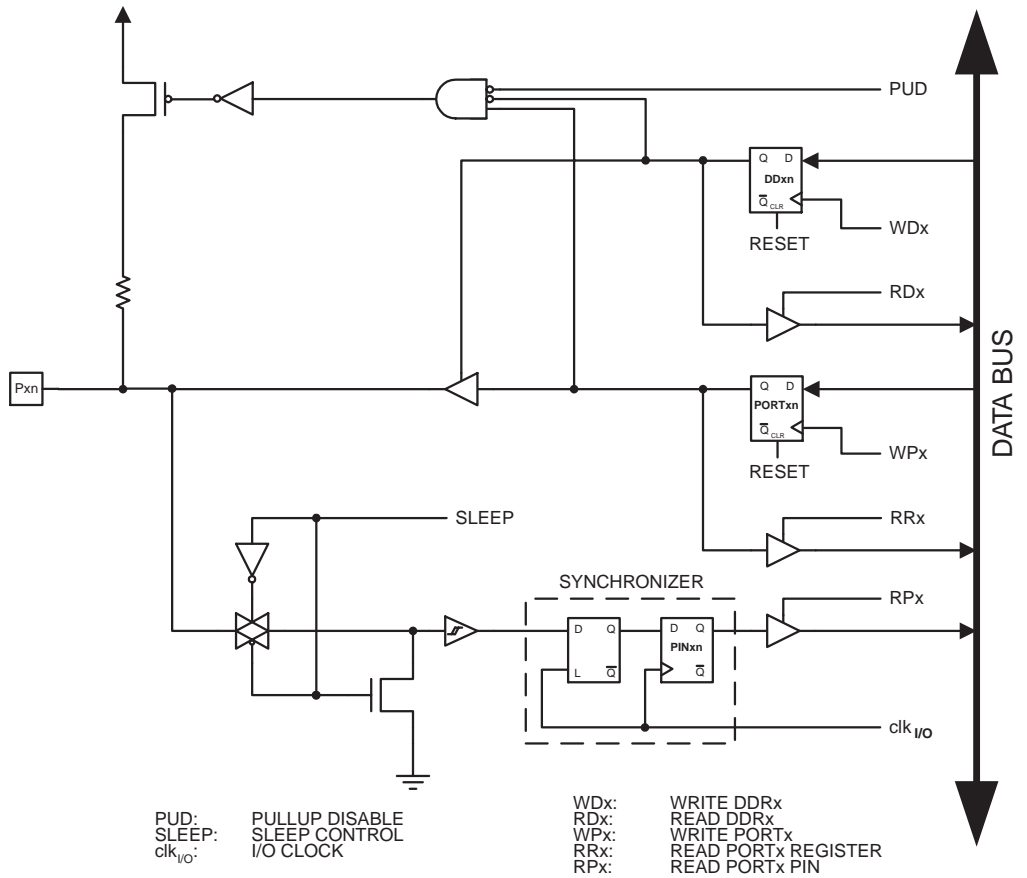 PUD
Q D
DDxn
Q CLR
WDx
RESET
RDx
DATA BUS
Pxn
Q D
PORTxn
Q CLR
WPx
RESET
RRx
SLEEP
SYNCHRONIZER
RPx
D Q
L Q
D Q
PINxn
Q
clk I/O
PUD: PULLUP DISABLE
SLEEP: SLEEP CONTROL
clkI/O: I/O CLOCK
WDx: WRITE DDRx
RDx: READ DDRx
WPx: WRITE PORTx
RRx: READ PORTx REGISTER
RPx: READ PORTx PIN